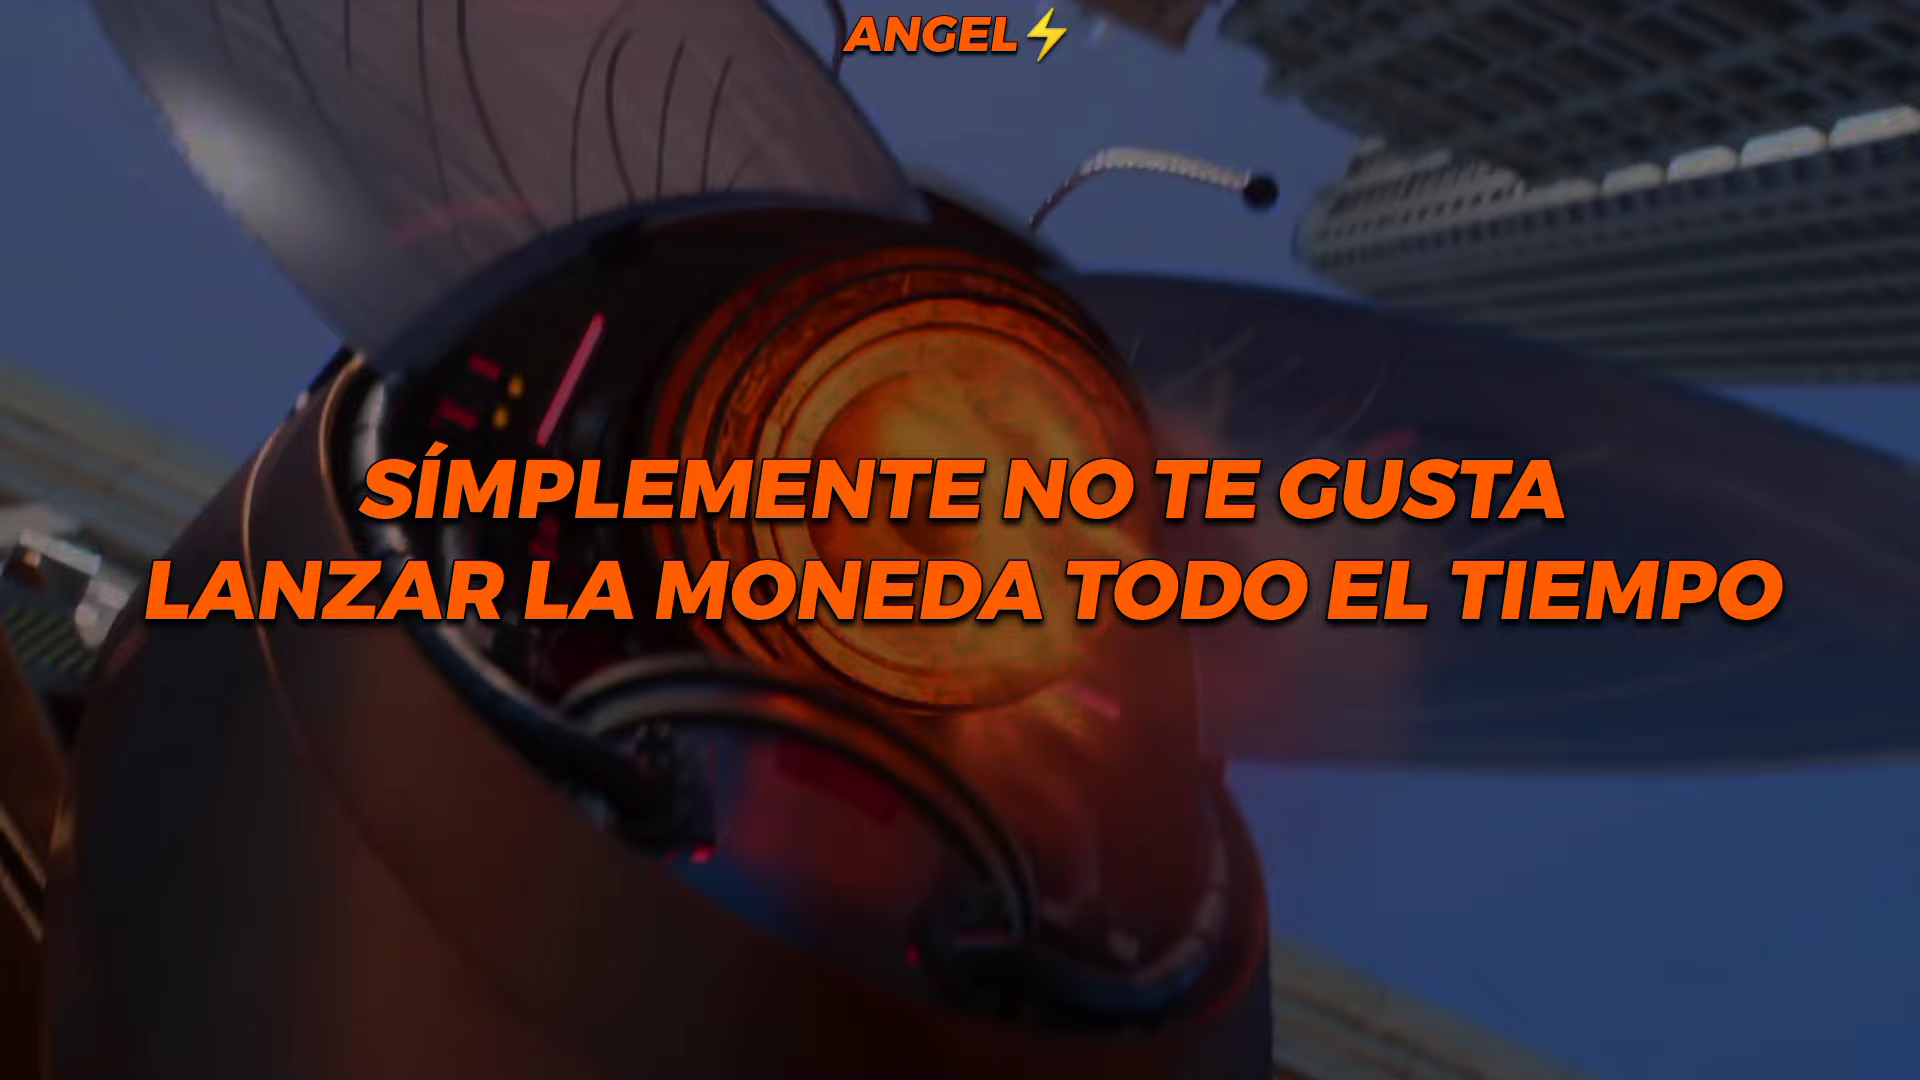 ANGEL⚡
SÍMPLEMENTE NO TE GUSTA
LANZAR LA MONEDA TODO EL TIEMPO